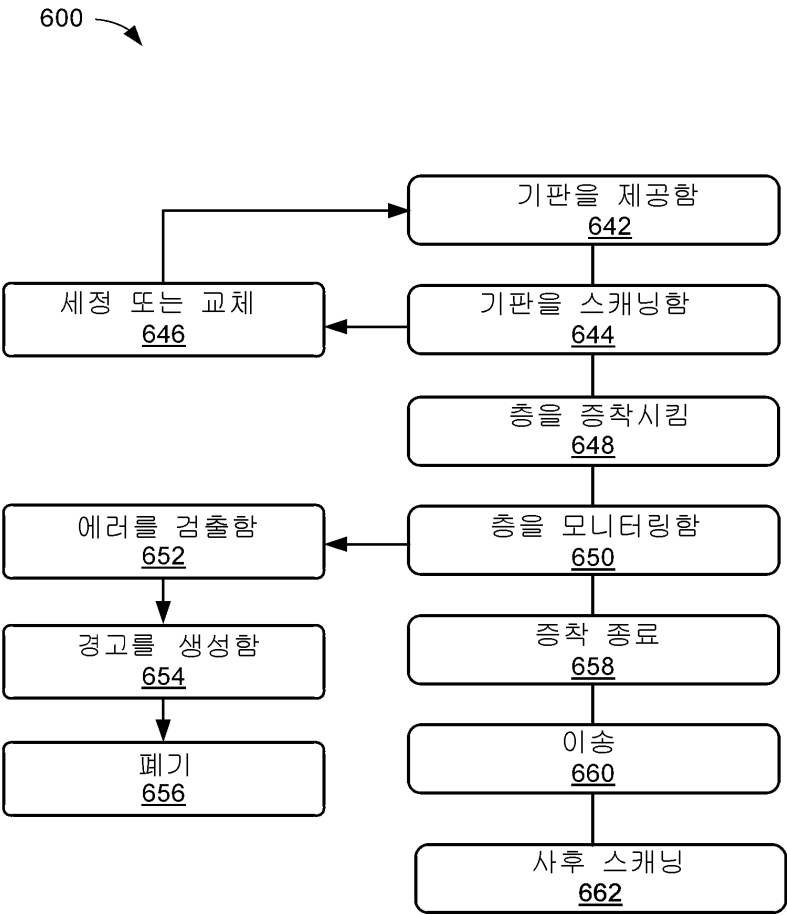 600
기판을 제공함
642
세정 또는 교체
646
기판을 스캐닝함
644
층을 증착시킴
648
에러를 검출함
652
층을 모니터링함
650
경고를 생성함
654
증착 종료
658
폐기
656
이송
660
사후 스캐닝
662